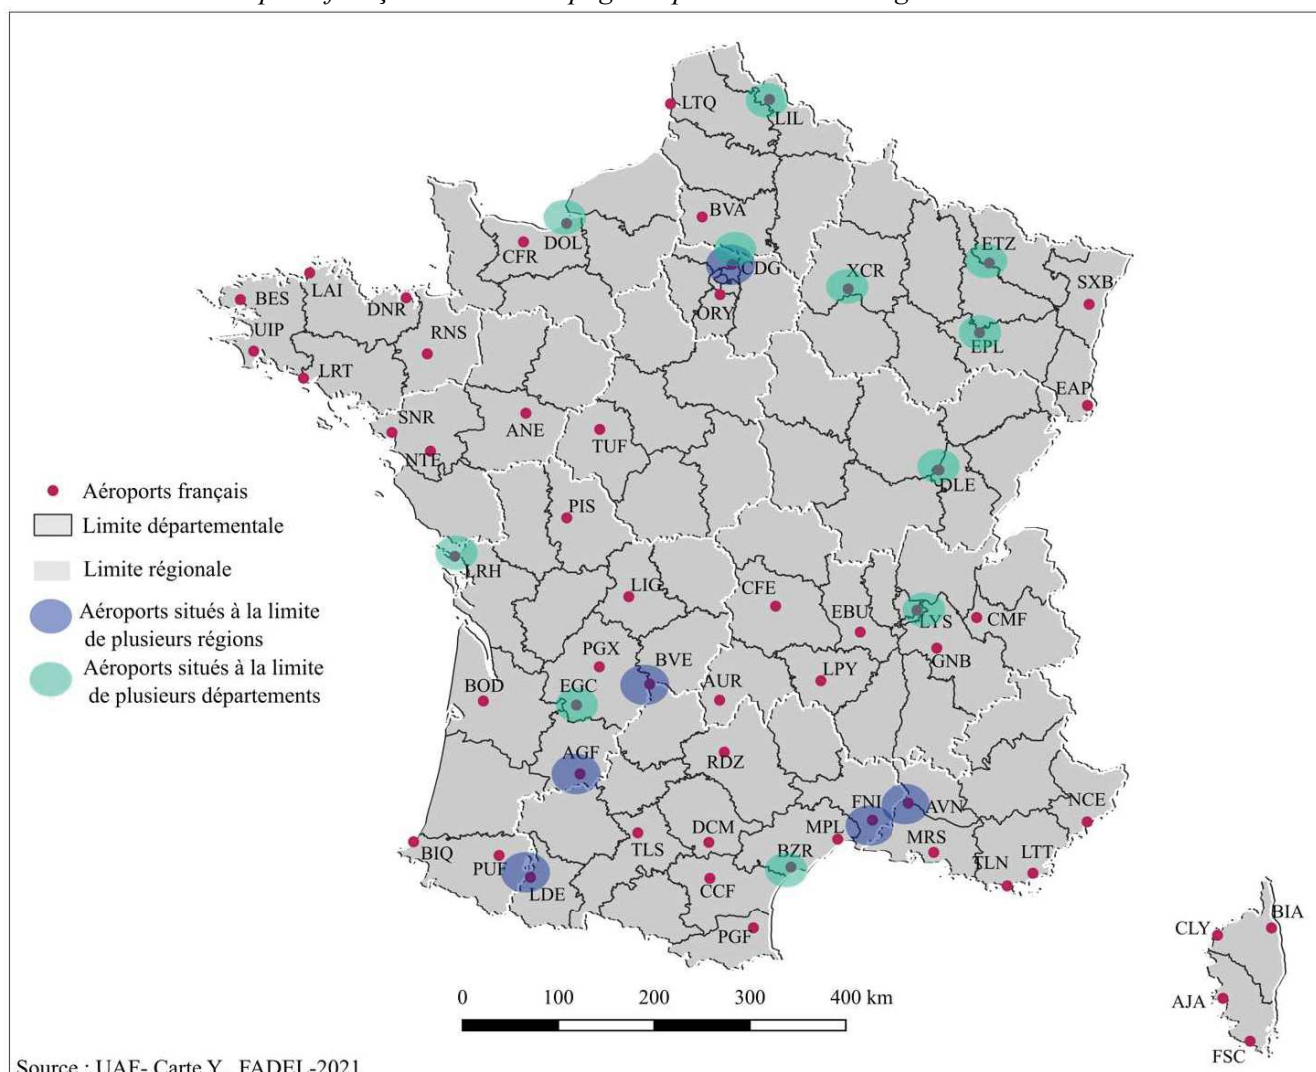 LTQ
LIL
BVA
DOL
CFR
CDG
ETZ
XCR
SXB
LAI
BES
DNR
ORY
UIP
RNS
EPL
LRT
EAP
SNR
ANE
TUF
NTE
DLE
PIS
LRH
LIG
CFE
EBU
LYS
CMF
PGX
BVE
GNB
LPY
EGC
AUR
BOD
AGF
RDZ
FNI
AVN
NCE
DCM
MPL
MRS
BIQ
TLS
BZR
TLN
LTT
PUF
LDE
CCF
PGF
CLY
BIA
AJA
FSC
Aéroports français
Limite départementale
Limite régionale
Aéroports situés à la limite
de plusieurs régions
Aéroports situés à la limite
de plusieurs départements
0 100 200 300 400 km
Source : UAF- Carte Y. FADEL-2021